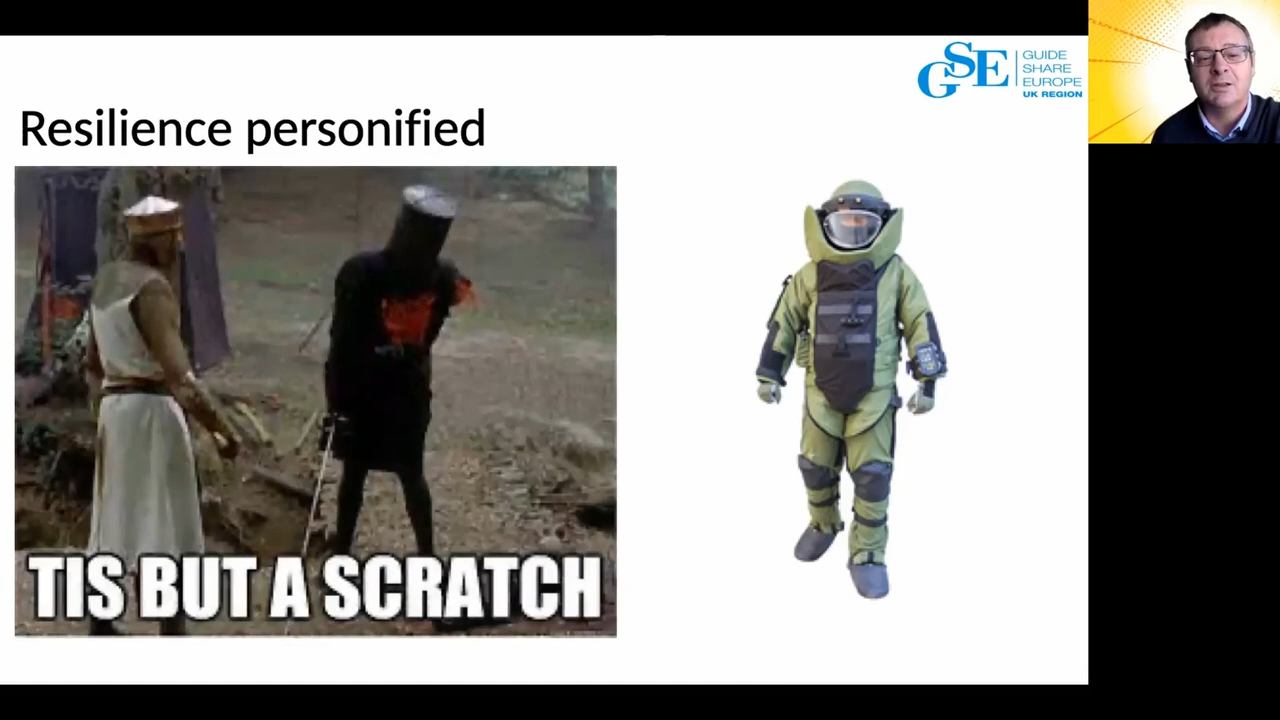 GSE
GUIDE
SHARE
EUROPE
UK REGION
Resilience personified
TIS BUT A SCRATCH